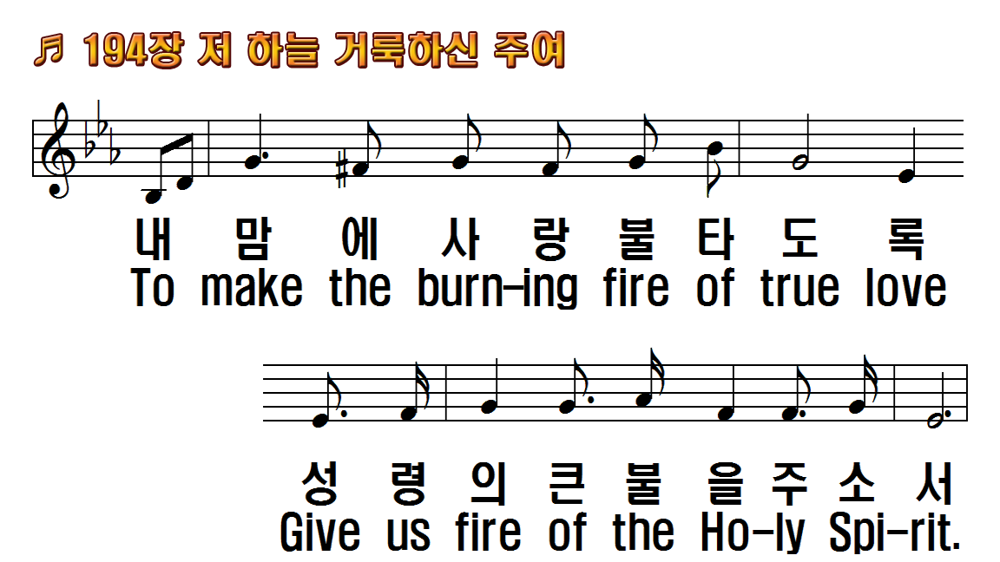 194장 저 하늘 거룩하신 주여
내 맘 에 사 랑 불 타 도 록
To make the burn-ing fire of true love
성 령 의 큰 불 을 주 소 서
Give us fire of the Ho-ly Spi-rit.